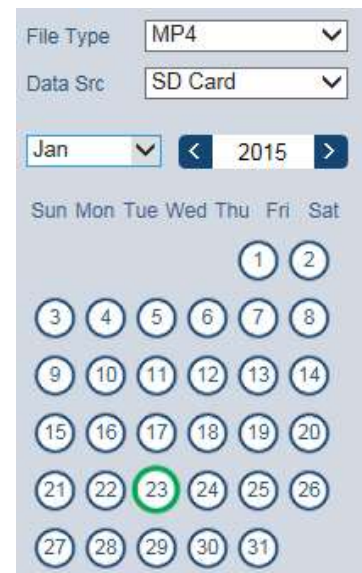 File Type MP4
Data Src SD Card
Jan 2015
Sun Mon Tue Wed Thu Fri Sat
1 2
3 4 5 6 7 8
9 10 11 12 13 14
15 16 17 18 19 20
21 22 23 24 25 26
27 28 29 30 31